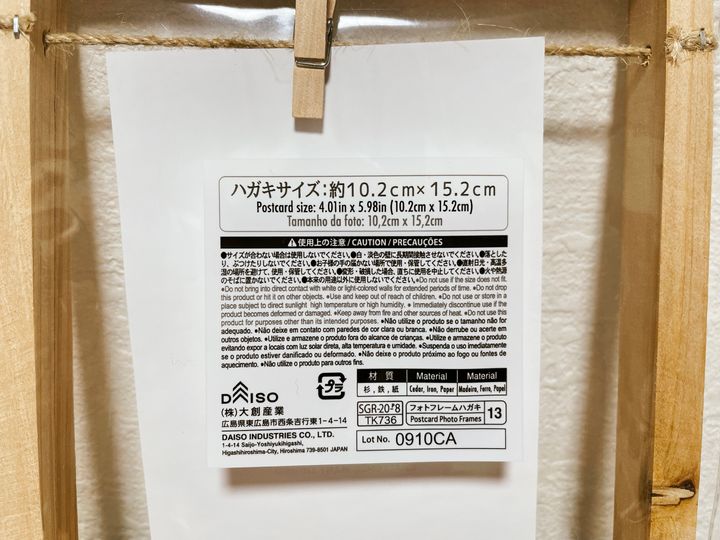 ハガキサイズ:約10.2cm×15.2cm
Postcard size: 4.01in x 5.98in (10.2cm x 15.2cm)
Tamanho da foto: 10,2cm x 15,2cm
使用上の注意 / CAUTION / PRECAUÇÕES
●サイズが合わない場合は使用しないでください。●白・淡色の壁に長期間接触させないでください。●落とした
り、ぶつけたりしないでください。●お子様の手の届かない場所で使用・保管してください。●直射日光・高温多
湿の場所を避けて、使用・保管してください。●変形・破損した場合、直ちに使用を中止してください。●火や熱源
のそばに置かないでください。●本来の用途以外に使用しないでください。●Do not use if the size does not fit.
●Do not bring into direct contact with white or light-colored walls for extended periods of time. ●Do not drop
this product or hit it on other objects. ●Use and keep out of reach of children. ●Do not use or store in a
place subject to direct sunlight high temperature or high humidity. ●Immediately discontinue use if the
product becomes deformed or damaged. ●Keep away from fire and other sources of heat. ●Do not use this
product for purposes other than its intended purposes. ●Não utilize o produto se o tamanho não for
adequado. ●Não deixe em contato com paredes de cor clara ou branca. ●Não derrube ou acerte em
outros objetos. ●Utilize e armazene o produto fora do alcance de crianças. ●Utilize e armazene o produto
evitando expor a locais com luz solar direta, alta temperatura e umidade. ●Suspenda o uso imediatamente
se o produto estiver danificado ou deformado. ●Não deixe o produto próximo ao fogo ou fontes de
aquecimento. ●Não utilize o produto para outros fins.
DAISO
プラ
材 質 Material Material
杉,鉄,紙 Cedar, Iron, Paper Madeira, Ferro, Papel
(株)大創産業
広島県東広島市西条吉行東1-4-14
DAISO INDUSTRIES CO., LTD.
1-4-14 Saijo-Yoshiyukihigashi,
Higashihiroshima-City, Hiroshima 739-8501 JAPAN
TK736
フォトフレームハガキ
Postcard Photo Frames
13
Lot No. 0910CA